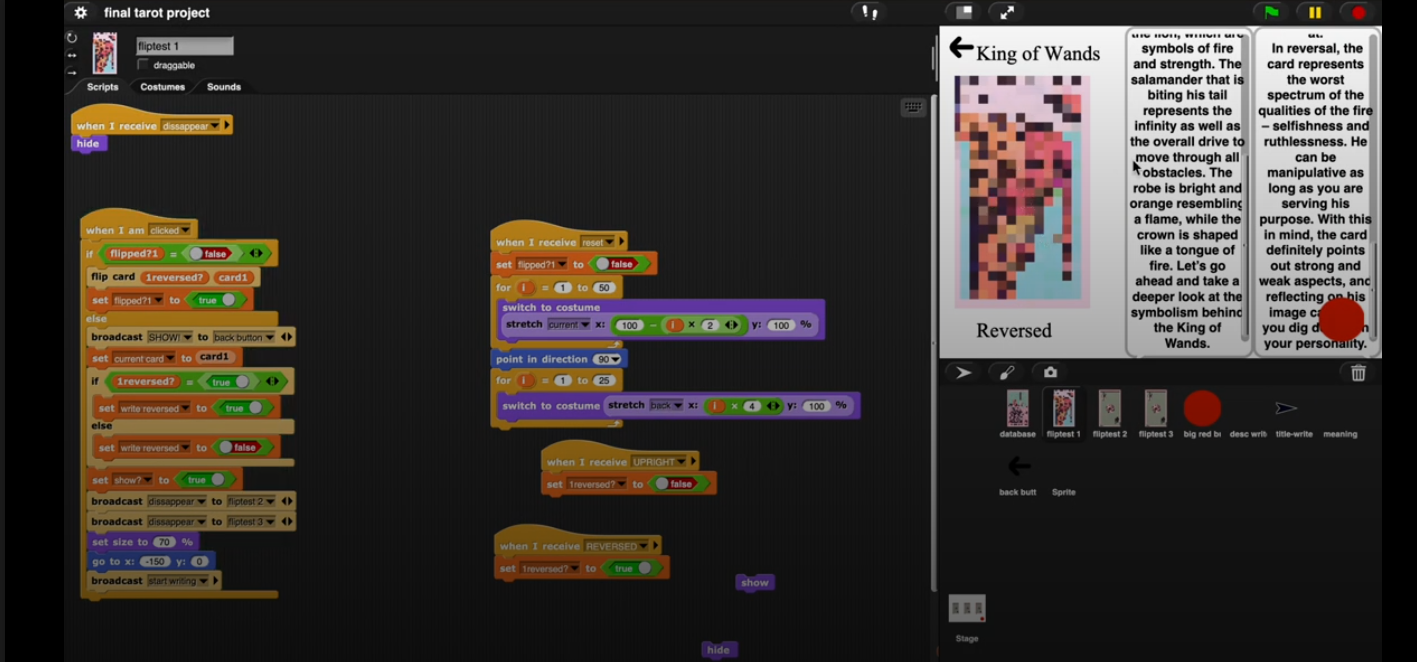 final tarot project
fliptest 1
draggable
Scripts Costumes Sounds
when I receive dissappear
hide
when I am clicked
if flipped?1 = false
flip card 1reversed? card1
set flipped?1 to true
else
broadcast SHOW! to back button
set current card to card1
if 1reversed? = true
set write reversed to true
else
set write reversed to false
set show? to true
broadcast dissappear to fliptest 2
broadcast dissappear to fliptest 3
set size to 70 %
go to x: -150 y: 0
broadcast start writing
when I receive reset
set flipped?1 to false
for i = 1 to 50
switch to costume
stretch current x: 100 - i × 2 y: 100 %
point in direction 90
for i = 1 to 25
switch to costume stretch back x: i × 4 y: 100 %
when I receive UPRIGHT
set 1reversed? to false
when I receive REVERSED
set 1reversed? to true
show
hide
King of Wands
Reversed
the lion, which are
symbols of fire
and strength. The
salamander that is
biting his tail
represents the
infinity as well as
the overall drive to
move through all
obstacles. The
robe is bright and
orange resembling
a flame, while the
crown is shaped
like a tongue of
fire. Let's go
ahead and take a
deeper look at the
symbolism behind
the King of
Wands.
at.
In reversal, the
card represents
the worst
spectrum of the
qualities of the fire
– selfishness and
ruthlessness. He
can be
manipulative as
long as you are
serving his
purpose. With this
in mind, the card
definitely points
out strong and
weak aspects, and
reflecting on his
image
you dig
your personality.
database fliptest 1 fliptest 2 fliptest 3 big red bu desc writ title-write meaning
back butt Sprite
Stage